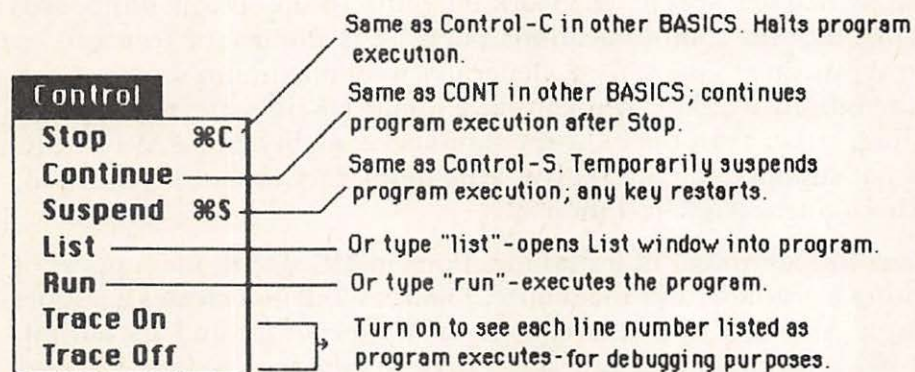 Same as Control-C in other BASICS. Halts program
execution.
Control
Stop ⌘C
Same as CONT in other BASICS; continues
program execution after Stop.
Continue
Same as Control-S. Temporarily suspends
program execution; any key restarts.
Suspend ⌘S
List
Or type "list"-opens List window into program.
Run
Or type "run"-executes the program.
Trace On
Trace Off
Turn on to see each line number listed as
program executes-for debugging purposes.